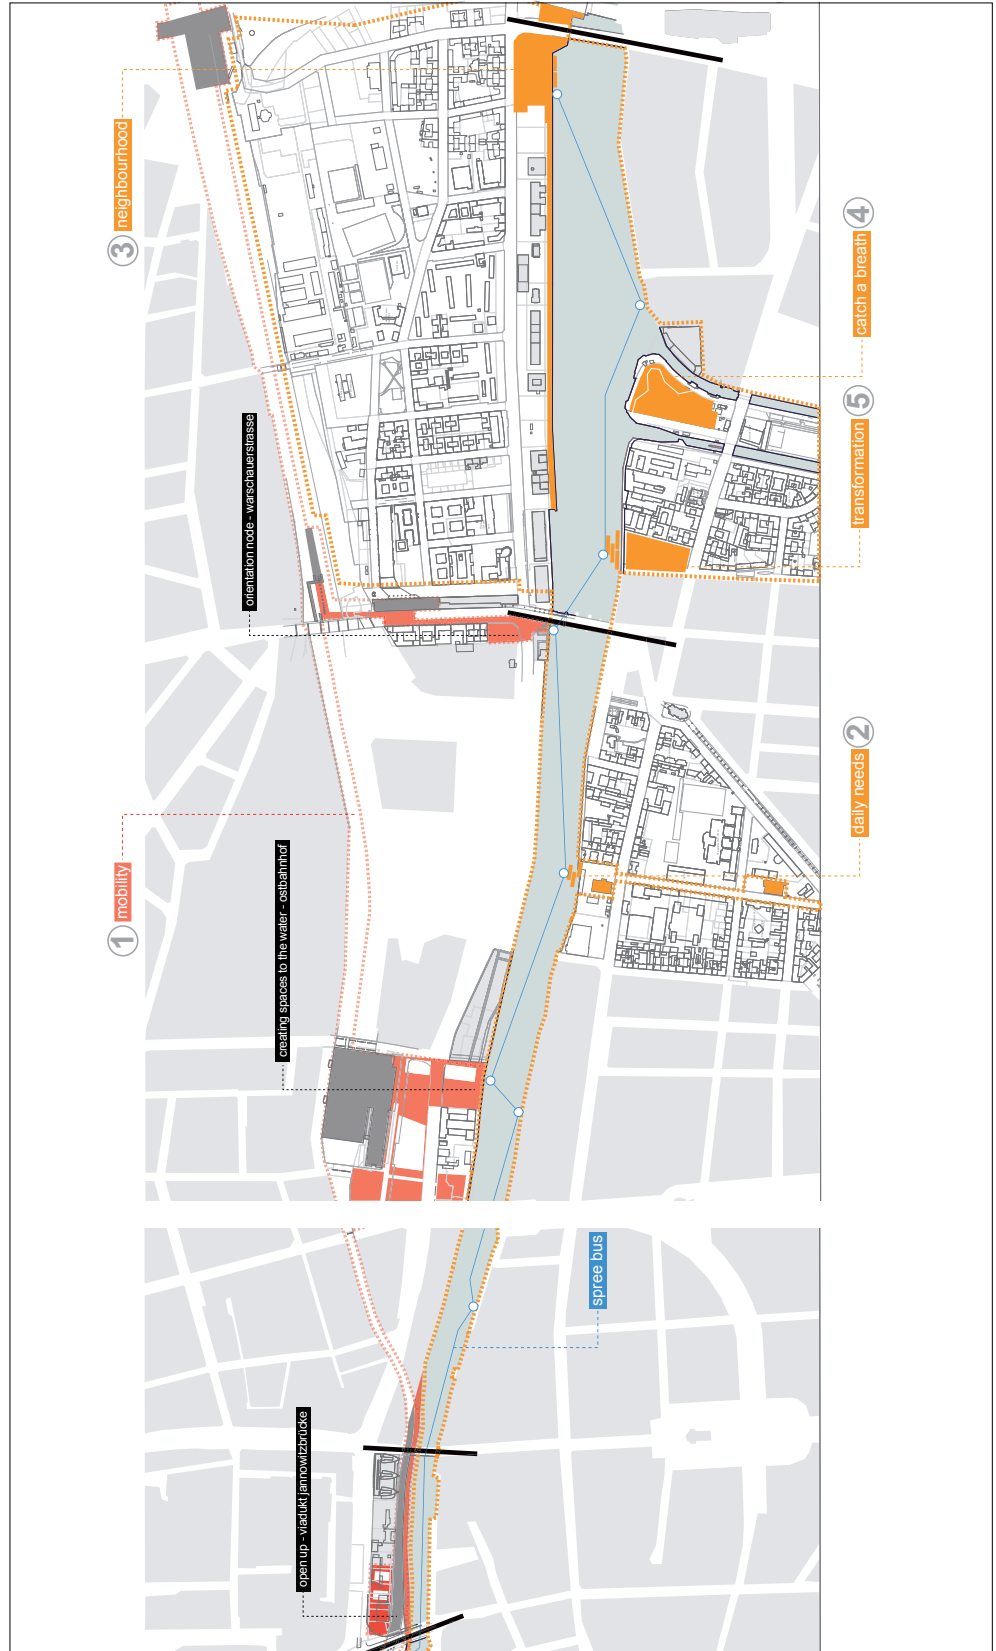 3 neighbourhood
catch a breath 4
transformation 5
orientation node - warschauerstrasse
daily needs 2
1 mobility
creating spaces to the water - ostbahnhof
spree bus
open up - viadukt jannowitzbrücke